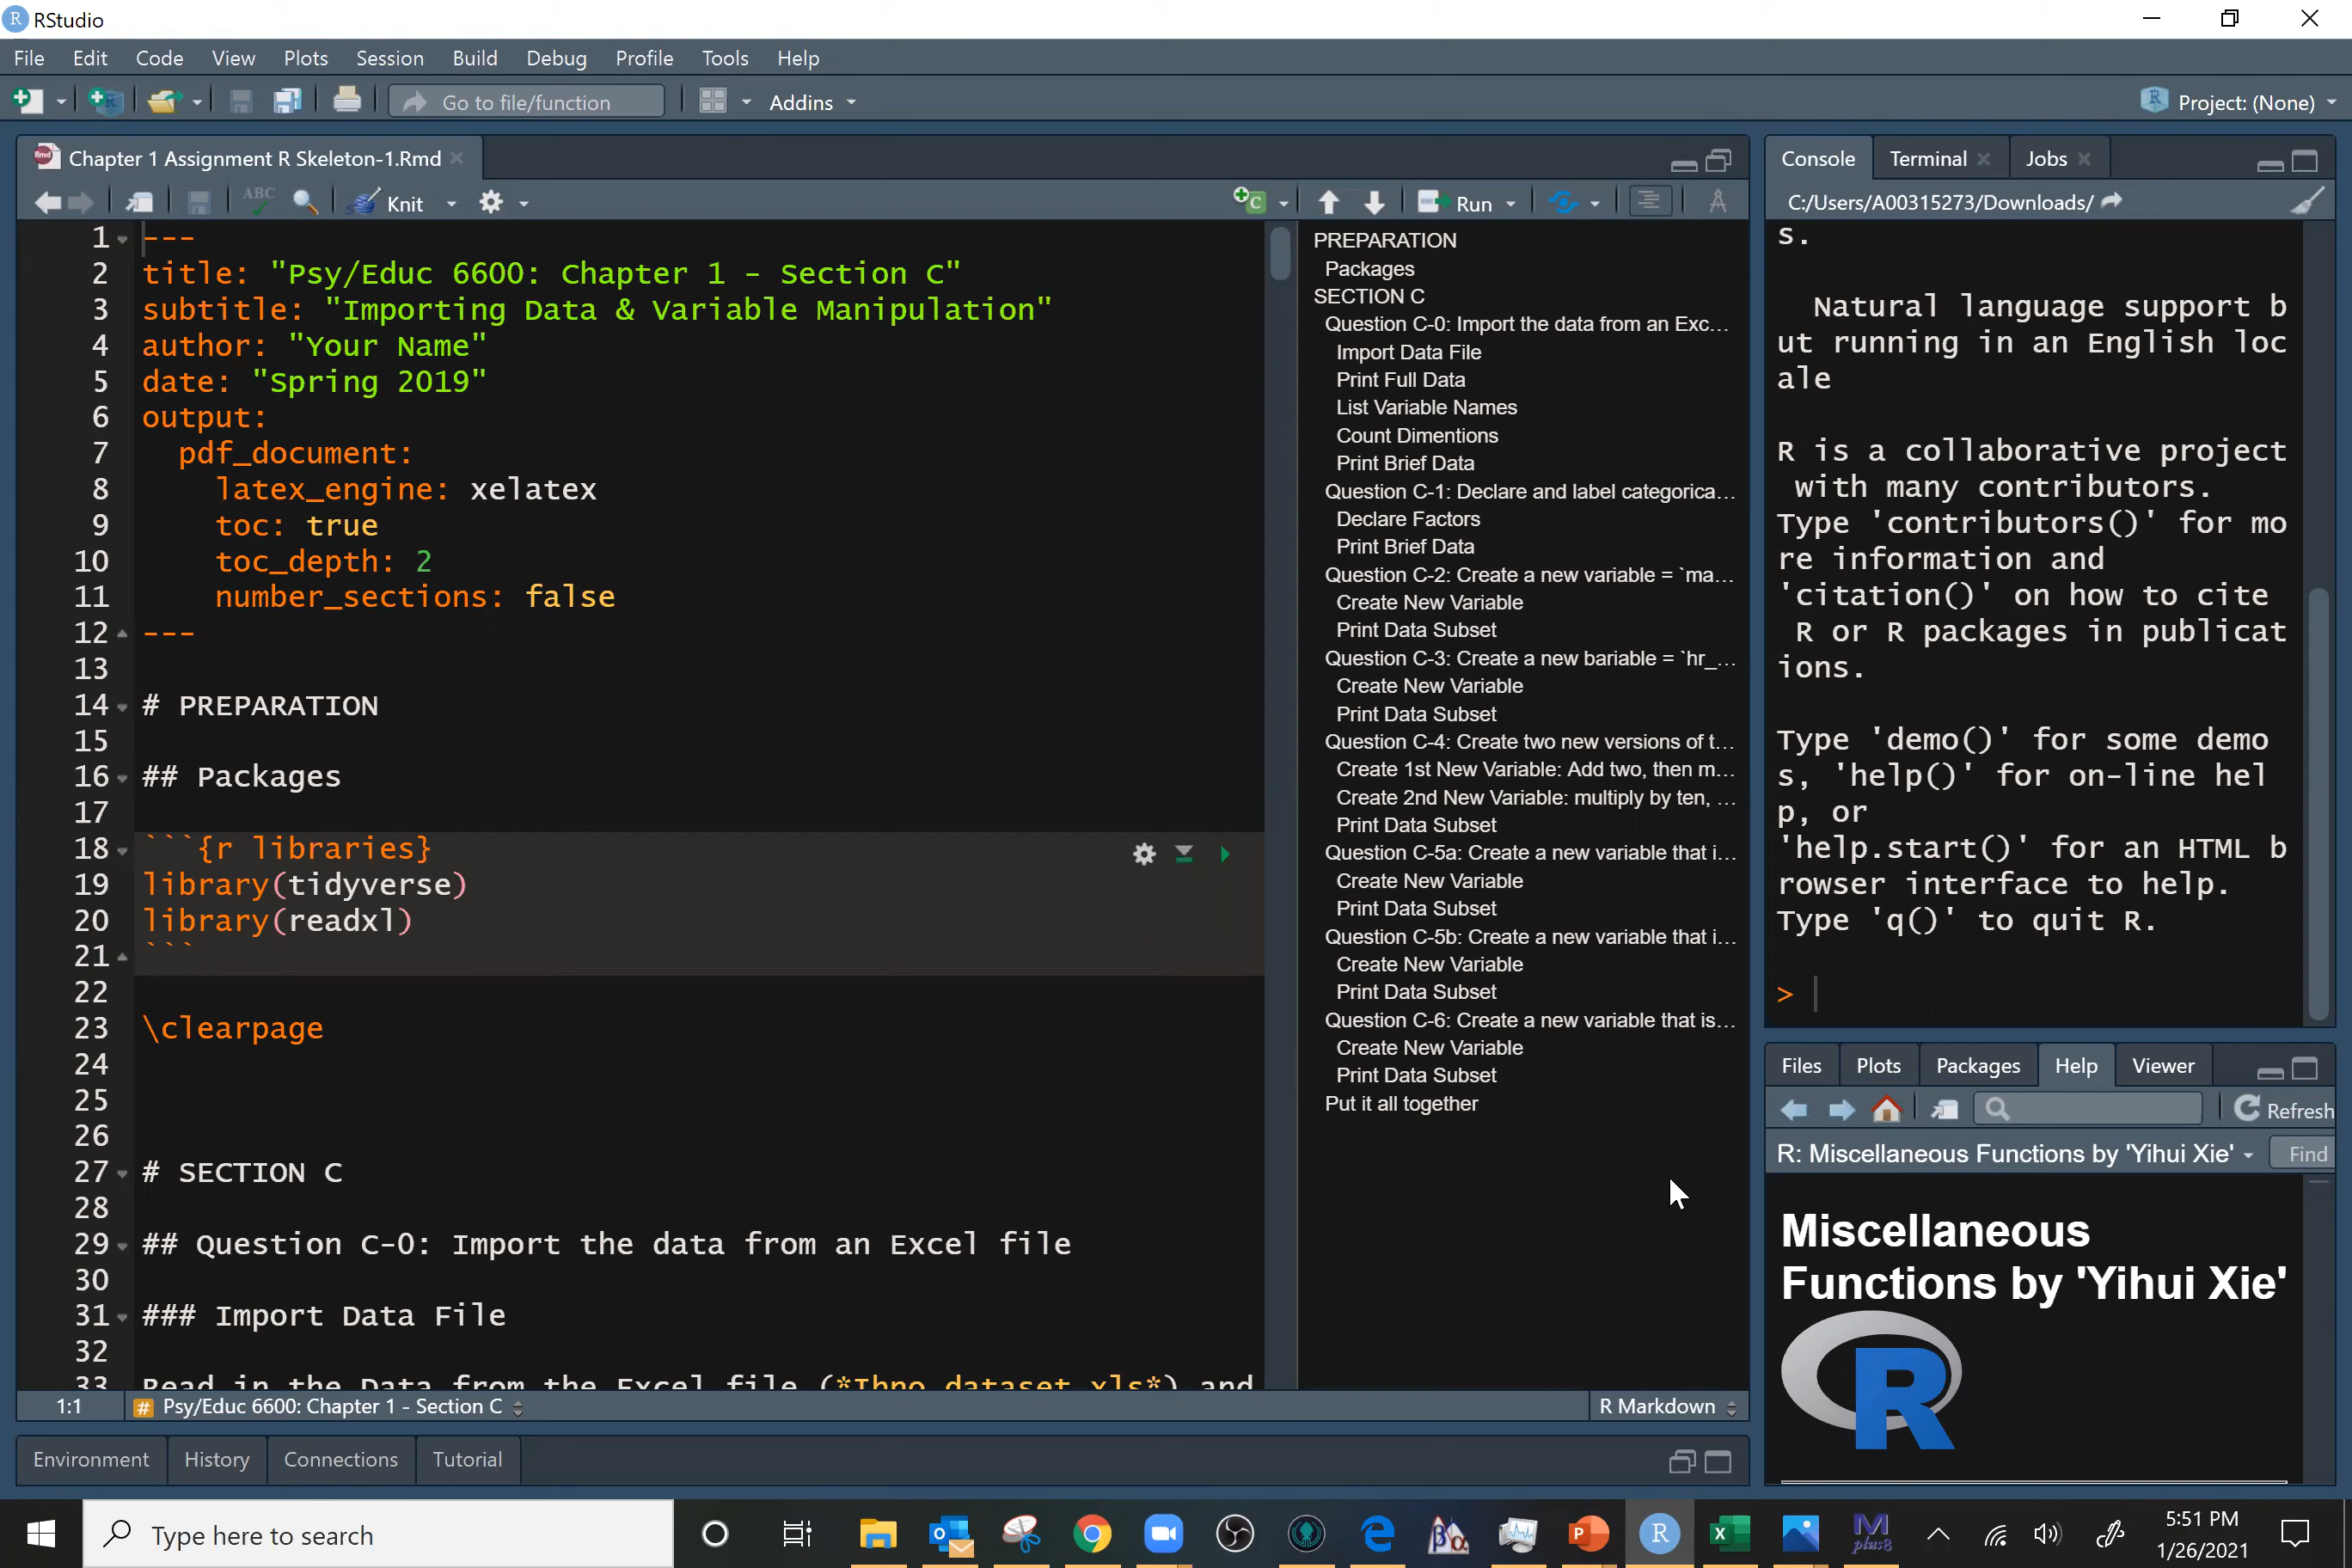 RStudio
File Edit Code View Plots Session Build Debug Profile Tools Help
Go to file/function Addins Project: (None)
Chapter 1 Assignment R Skeleton-1.Rmd
ABC Knit Run
1 ---
2 title: "Psy/Educ 6600: Chapter 1 - Section C"
3 subtitle: "Importing Data & Variable Manipulation"
4 author: "Your Name"
5 date: "Spring 2019"
6 output:
7 pdf_document:
8 latex_engine: xelatex
9 toc: true
10 toc_depth: 2
11 number_sections: false
12 ---
13
14 # PREPARATION
15
16 ## Packages
17
18 ```{r libraries}
19 library(tidyverse)
20 library(readxl)
21 ```
22
23 \clearpage
24
25
26
27 # SECTION C
28
29 ## Question C-0: Import the data from an Excel file
30
31 ### Import Data File
32
33 Read in the Data from the Excel file (*Ihno_dataset.xls*) and
1:1 # Psy/Educ 6600: Chapter 1 - Section C R Markdown
PREPARATION
Packages
SECTION C
Question C-0: Import the data from an Exc...
Import Data File
Print Full Data
List Variable Names
Count Dimentions
Print Brief Data
Question C-1: Declare and label categorica...
Declare Factors
Print Brief Data
Question C-2: Create a new variable = `ma...
Create New Variable
Print Data Subset
Question C-3: Create a new bariable = `hr_...
Create New Variable
Print Data Subset
Question C-4: Create two new versions of t...
Create 1st New Variable: Add two, then m...
Create 2nd New Variable: multiply by ten, ...
Print Data Subset
Question C-5a: Create a new variable that i...
Create New Variable
Print Data Subset
Question C-5b: Create a new variable that i...
Create New Variable
Print Data Subset
Question C-6: Create a new variable that is...
Create New Variable
Print Data Subset
Put it all together
Environment History Connections Tutorial
Console Terminal Jobs
C:/Users/A00315273/Downloads/
s.
Natural language support b
ut running in an English loc
ale
R is a collaborative project
with many contributors.
Type 'contributors()' for mo
re information and
'citation()' on how to cite
R or R packages in publicat
ions.
Type 'demo()' for some demo
s, 'help()' for on-line hel
p, or
'help.start()' for an HTML b
rowser interface to help.
Type 'q()' to quit R.
>
Files Plots Packages Help Viewer
Refresh
R: Miscellaneous Functions by 'Yihui Xie' Find
Miscellaneous
Functions by 'Yihui Xie'
R
Type here to search
5:51 PM
1/26/2021